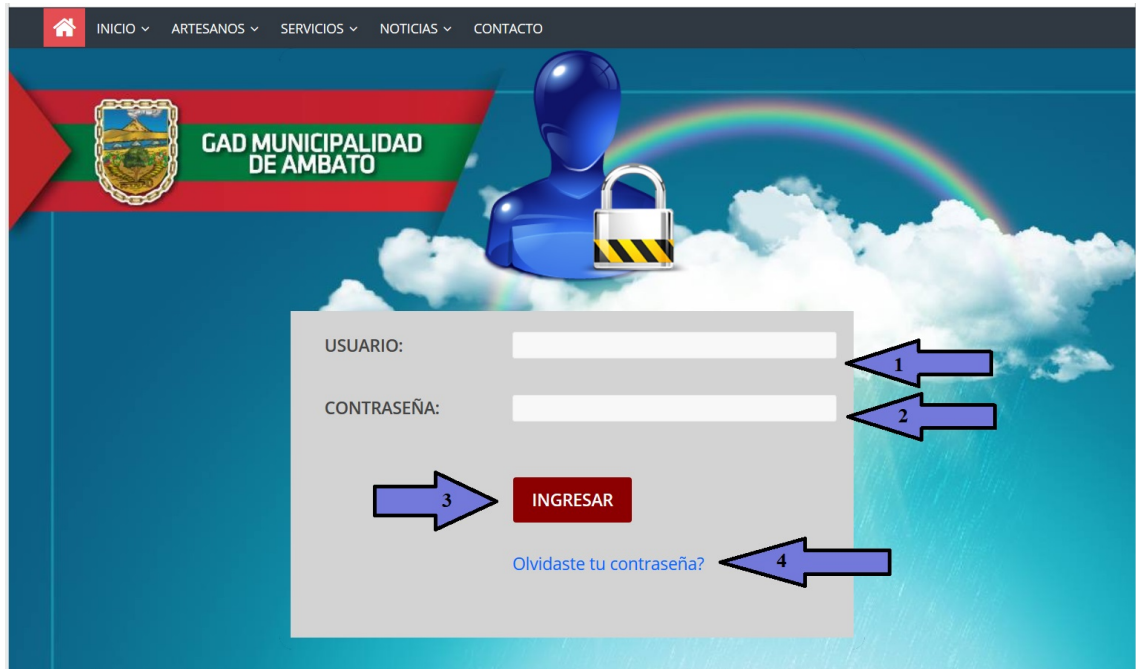 INICIO ARTESANOS SERVICIOS NOTICIAS CONTACTO
GAD MUNICIPALIDAD
DE AMBATO
USUARIO:
1
CONTRASEÑA:
2
3 INGRESAR
Olvidaste tu contraseña? 4